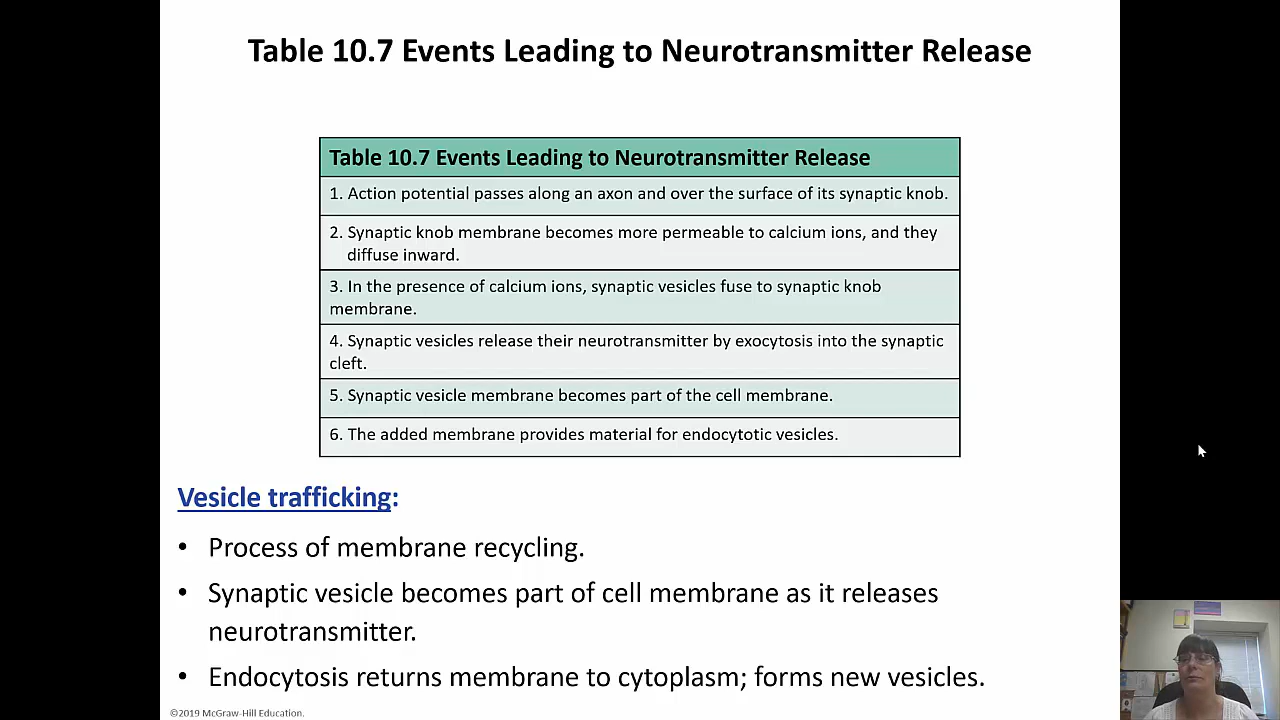 Table 10.7 Events Leading to Neurotransmitter Release
Table 10.7 Events Leading to Neurotransmitter Release
1. Action potential passes along an axon and over the surface of its synaptic knob.
2. Synaptic knob membrane becomes more permeable to calcium ions, and they
diffuse inward.
3. In the presence of calcium ions, synaptic vesicles fuse to synaptic knob
membrane.
4. Synaptic vesicles release their neurotransmitter by exocytosis into the synaptic
cleft.
5. Synaptic vesicle membrane becomes part of the cell membrane.
6. The added membrane provides material for endocytotic vesicles.
Vesicle trafficking:
• Process of membrane recycling.
• Synaptic vesicle becomes part of cell membrane as it releases
neurotransmitter.
• Endocytosis returns membrane to cytoplasm; forms new vesicles.
©2019 McGraw-Hill Education.